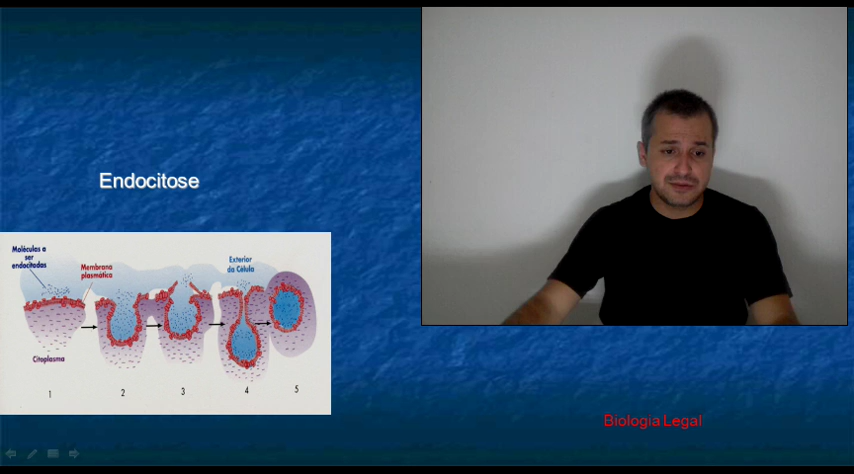 Endocitose
Moléculas a
ser
endocitadas
Membrana
plasmática
Exterior
da Célula
Citoplasma
1
2
3
4
5
Biologia Legal